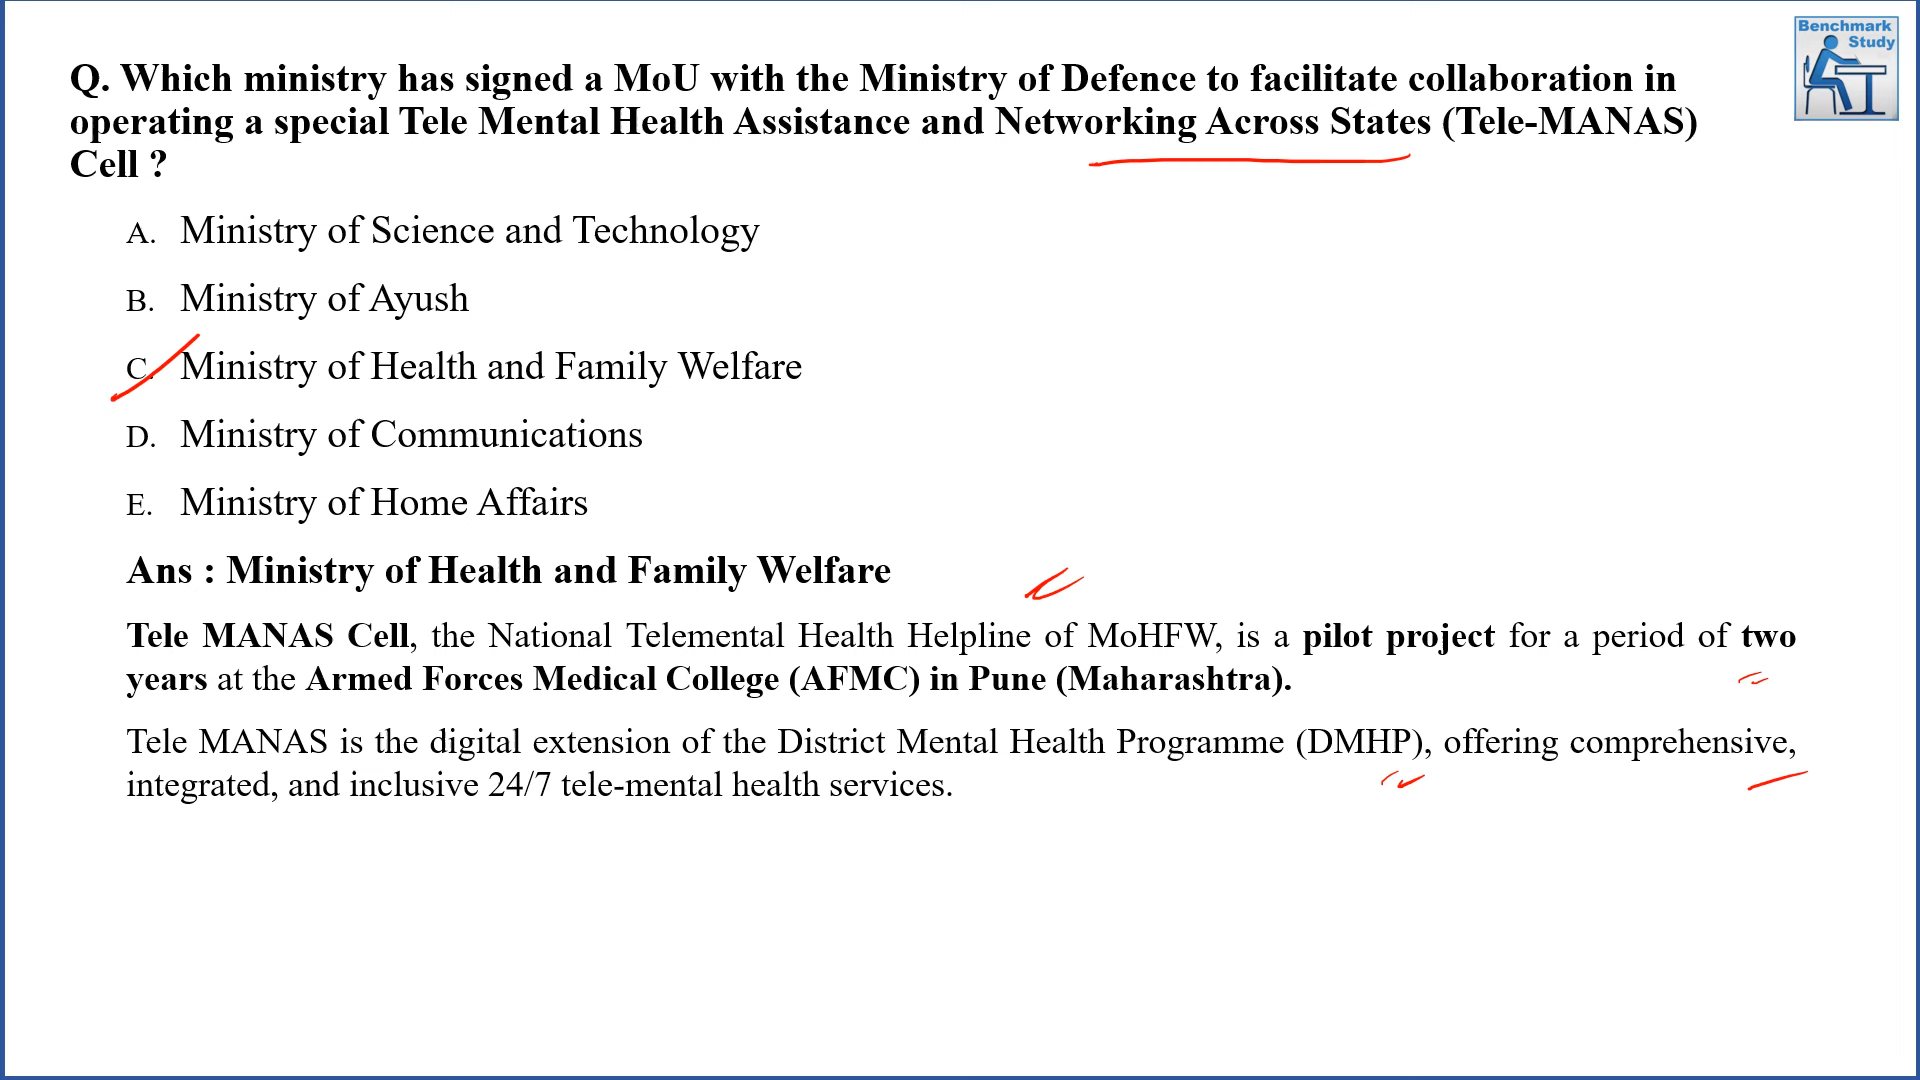 Benchmark
Study
Q. Which ministry has signed a MoU with the Ministry of Defence to facilitate collaboration in
operating a special Tele Mental Health Assistance and Networking Across States (Tele-MANAS)
Cell ?
A. Ministry of Science and Technology
B. Ministry of Ayush
C. Ministry of Health and Family Welfare
D. Ministry of Communications
E. Ministry of Home Affairs
Ans : Ministry of Health and Family Welfare
Tele MANAS Cell, the National Telemental Health Helpline of MoHFW, is a pilot project for a period of two
years at the Armed Forces Medical College (AFMC) in Pune (Maharashtra).
Tele MANAS is the digital extension of the District Mental Health Programme (DMHP), offering comprehensive,
integrated, and inclusive 24/7 tele-mental health services.